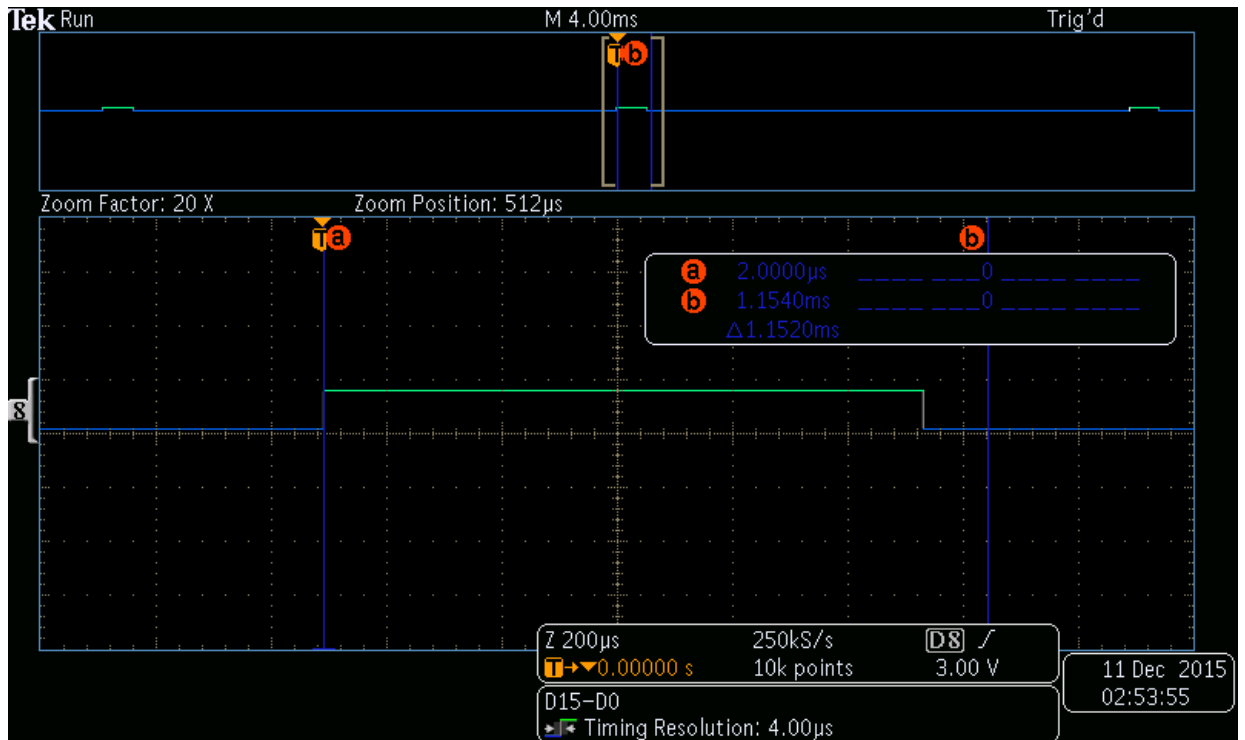 Tek Run M 4.00ms Trig'd
T b
Zoom Factor: 20 X Zoom Position: 512µs
T a b
a 2.0000µs ____ ___0 ____ ____
b 1.1540ms ____ ___0 ____ ____
Δ1.1520ms
8
Z 200µs 250kS/s D8
T→▼0.00000 s 10k points 3.00 V
11 Dec 2015
02:53:55
D15-D0
Timing Resolution: 4.00µs